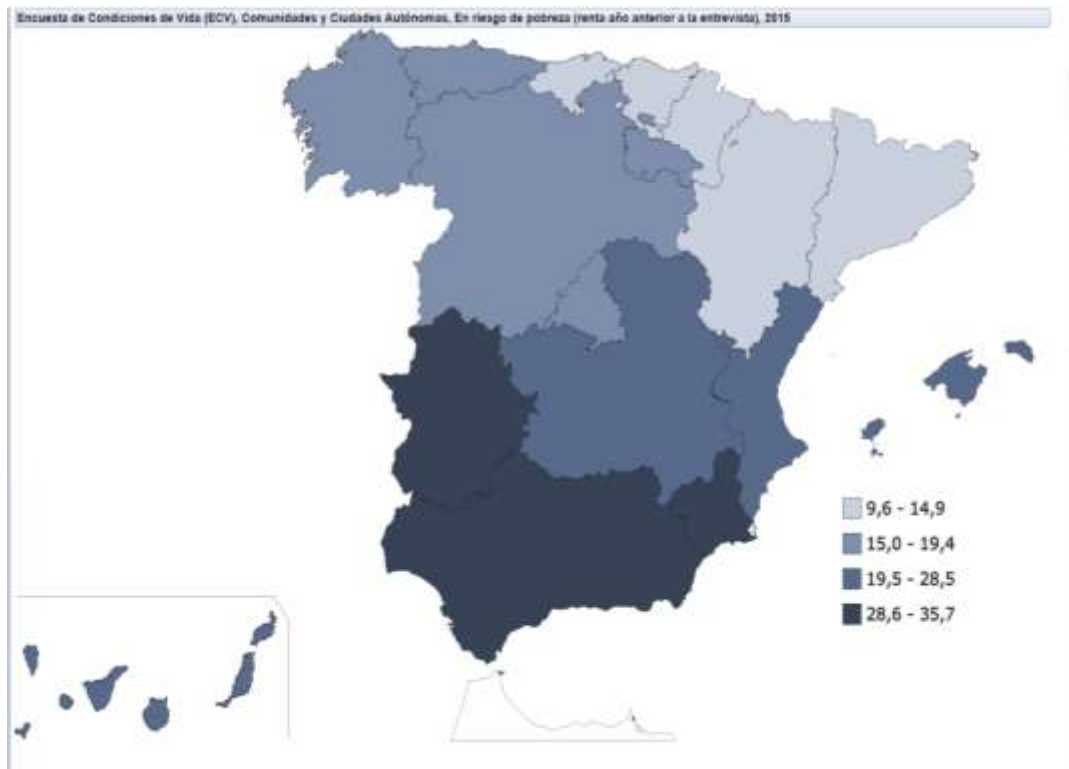 Encuesta de Condiciones de Vida (ECV), Comunidades y Ciudades Autónomas, En riesgo de pobreza (renta año anterior a la entrevista), 2015
9,6 - 14,9
15,0 - 19,4
19,5 - 28,5
28,6 - 35,7